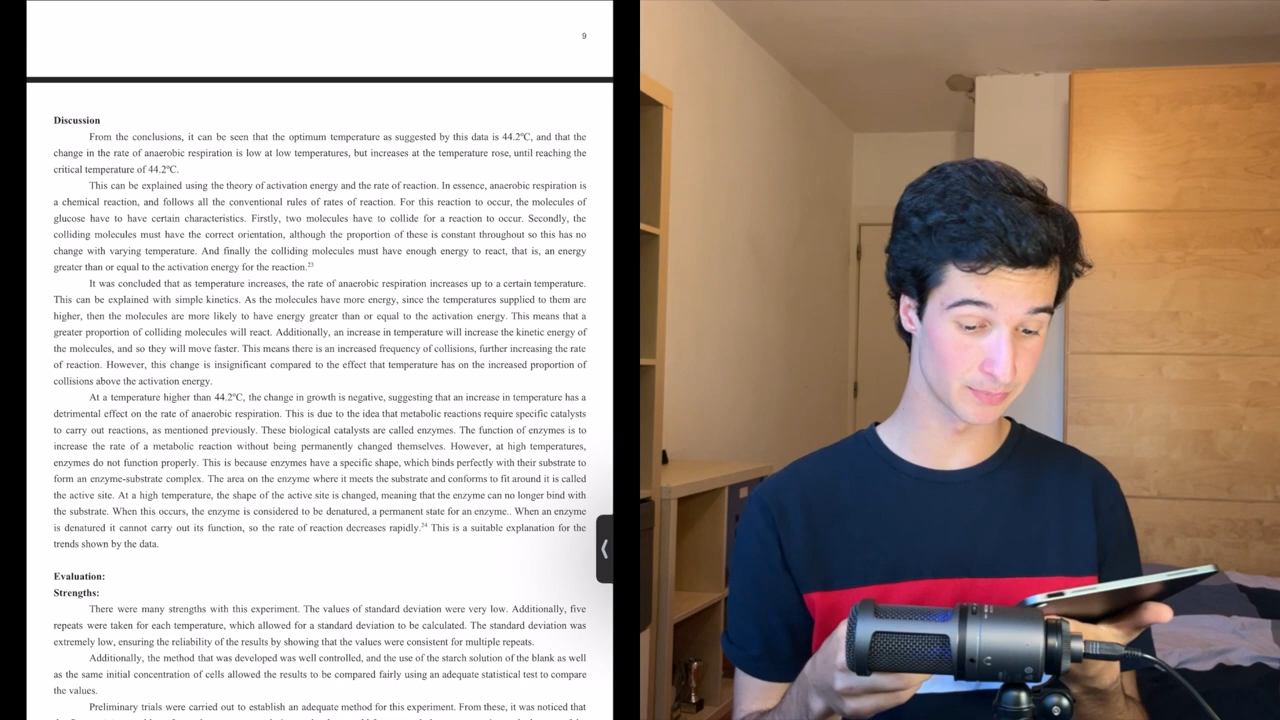 9
Discussion
From the conclusions, it can be seen that the optimum temperature as suggested by this data is 44.2ºC, and that the
change in the rate of anaerobic respiration is low at low temperatures, but increases at the temperature rose, until reaching the
critical temperature of 44.2ºC.
This can be explained using the theory of activation energy and the rate of reaction. In essence, anaerobic respiration is
a chemical reaction, and follows all the conventional rules of rates of reaction. For this reaction to occur, the molecules of
glucose have to have certain characteristics. Firstly, two molecules have to collide for a reaction to occur. Secondly, the
colliding molecules must have the correct orientation, although the proportion of these is constant throughout so this has no
change with varying temperature. And finally the colliding molecules must have enough energy to react, that is, an energy
greater than or equal to the activation energy for the reaction.23
It was concluded that as temperature increases, the rate of anaerobic respiration increases up to a certain temperature.
This can be explained with simple kinetics. As the molecules have more energy, since the temperatures supplied to them are
higher, then the molecules are more likely to have energy greater than or equal to the activation energy. This means that a
greater proportion of colliding molecules will react. Additionally, an increase in temperature will increase the kinetic energy of
the molecules, and so they will move faster. This means there is an increased frequency of collisions, further increasing the rate
of reaction. However, this change is insignificant compared to the effect that temperature has on the increased proportion of
collisions above the activation energy.
At a temperature higher than 44.2ºC, the change in growth is negative, suggesting that an increase in temperature has a
detrimental effect on the rate of anaerobic respiration. This is due to the idea that metabolic reactions require specific catalysts
to carry out reactions, as mentioned previously. These biological catalysts are called enzymes. The function of enzymes is to
increase the rate of a metabolic reaction without being permanently changed themselves. However, at high temperatures,
enzymes do not function properly. This is because enzymes have a specific shape, which binds perfectly with their substrate to
form an enzyme-substrate complex. The area on the enzyme where it meets the substrate and conforms to fit around it is called
the active site. At a high temperature, the shape of the active site is changed, meaning that the enzyme can no longer bind with
the substrate. When this occurs, the enzyme is considered to be denatured, a permanent state for an enzyme.. When an enzyme
is denatured it cannot carry out its function, so the rate of reaction decreases rapidly.24 This is a suitable explanation for the
trends shown by the data.
Evaluation:
Strengths:
There were many strengths with this experiment. The values of standard deviation were very low. Additionally, five
repeats were taken for each temperature, which allowed for a standard deviation to be calculated. The standard deviation was
extremely low, ensuring the reliability of the results by showing that the values were consistent for multiple repeats.
Additionally, the method that was developed was well controlled, and the use of the starch solution of the blank as well
as the same initial concentration of cells allowed the results to be compared fairly using an adequate statistical test to compare
the values.
Preliminary trials were carried out to establish an adequate method for this experiment. From these, it was noticed that